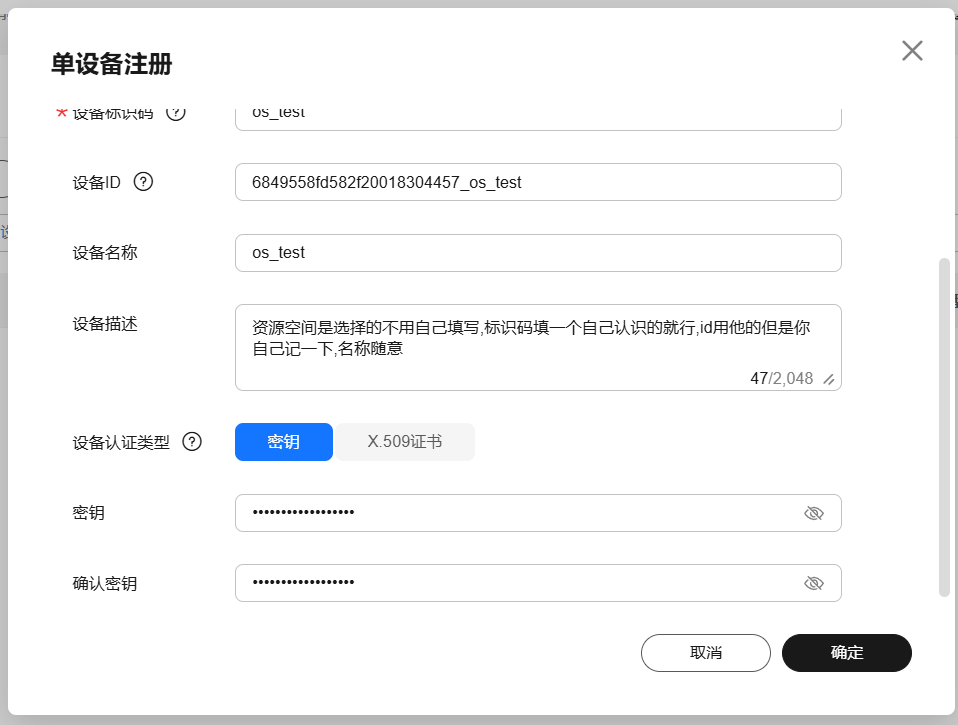 单设备注册
* 设备标识码 ?
os_test
设备ID ?
6849558fd582f20018304457_os_test
设备名称
os_test
设备描述
资源空间是选择的不用自己填写,标识码填一个自己认识的就行,id用他的但是你
自己记一下,名称随意
47/2,048
设备认证类型 ?
密钥 X.509证书
密钥
••••••••••••••••••
确认密钥
••••••••••••••••••
取消 确定